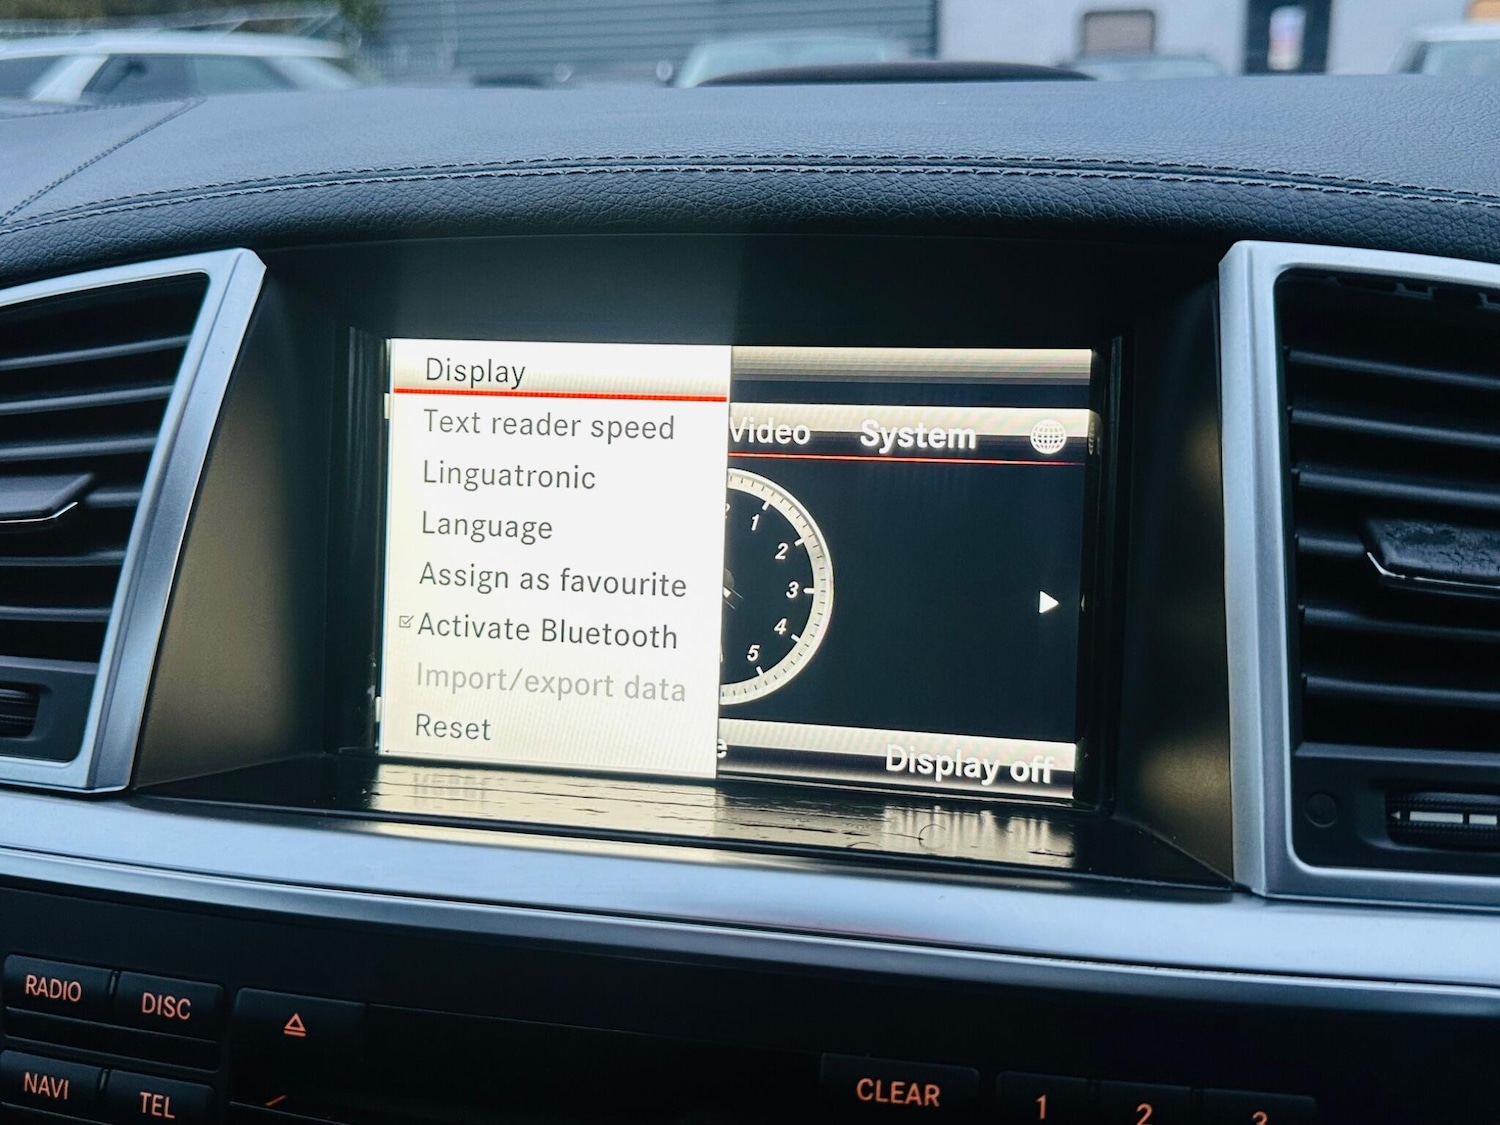 Display
Text reader speed
Linguatronic
Language
Assign as favourite
Activate Bluetooth
Import/export data
Reset
Video System
1
2
3
4
5
Display off
RADIO DISC
NAVI TEL
CLEAR 1 2 3